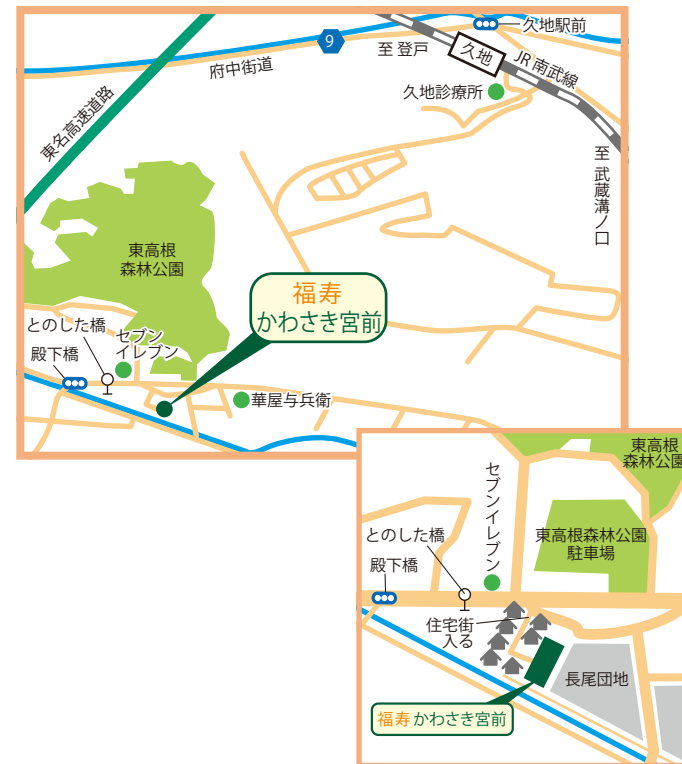 久地駅前
9
至 登戸
久地
JR 南武線
府中街道
久地診療所
東名高速道路
至 武蔵溝ノ口
東高根
森林公園
福寿
かわさき宮前
とのした橋
セブン
イレブン
殿下橋
華屋与兵衛
東高根
森林公園
セブンイレブン
とのした橋
東高根森林公園
駐車場
殿下橋
住宅街
入る
長尾団地
福寿 かわさき宮前